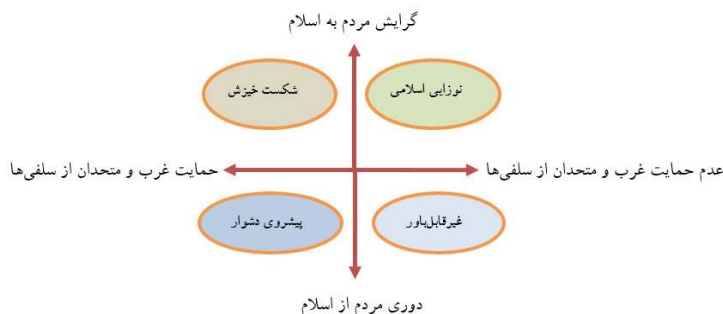 گرایش مردم به اسلام
نوزایی اسلامی
شکست خیزش
عدم حمایت غرب و متحدان از سلفی‌ها
حمایت غرب و متحدان از سلفی‌ها
غیرقابل‌باور
پیشروی دشوار
دوری مردم از اسلام